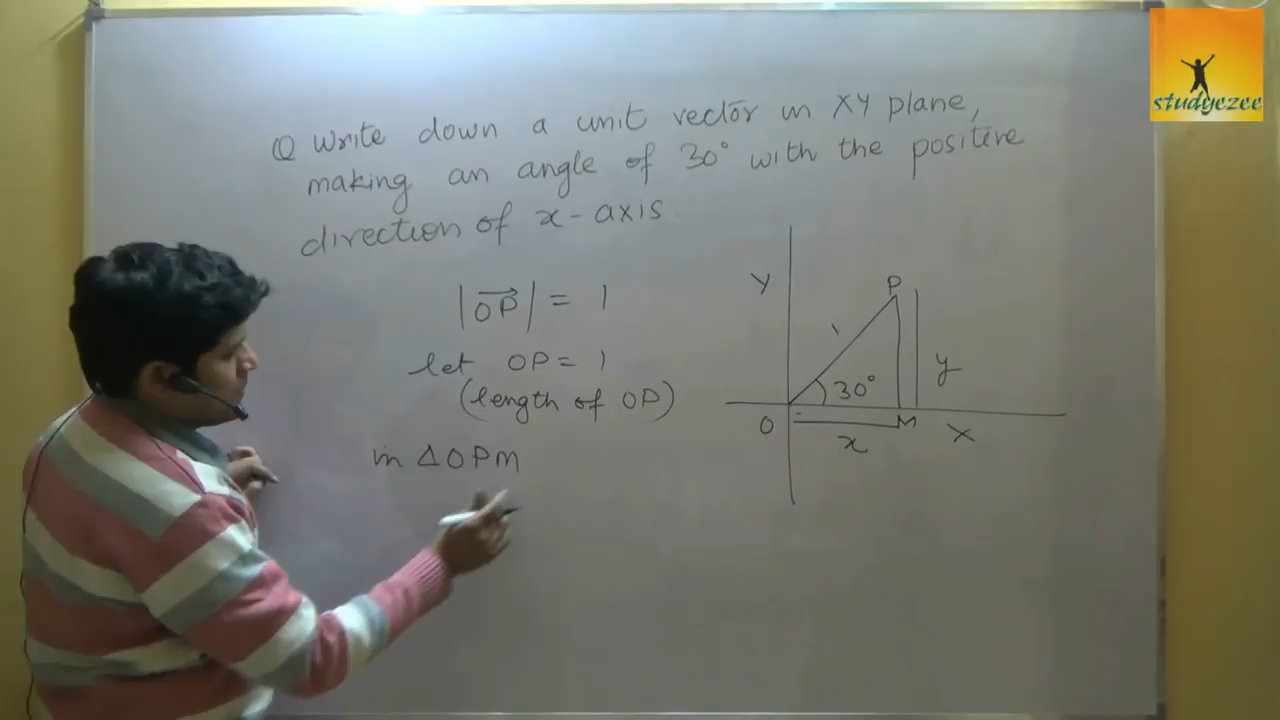 Q Write down a unit vector in XY plane,
making an angle of 30° with the positive
direction of x-axis.
|OP⃗| = 1
let OP = 1
(length of OP)
in ΔOPM
Y
P
1
y
30°
O
M
X
x
studyezee